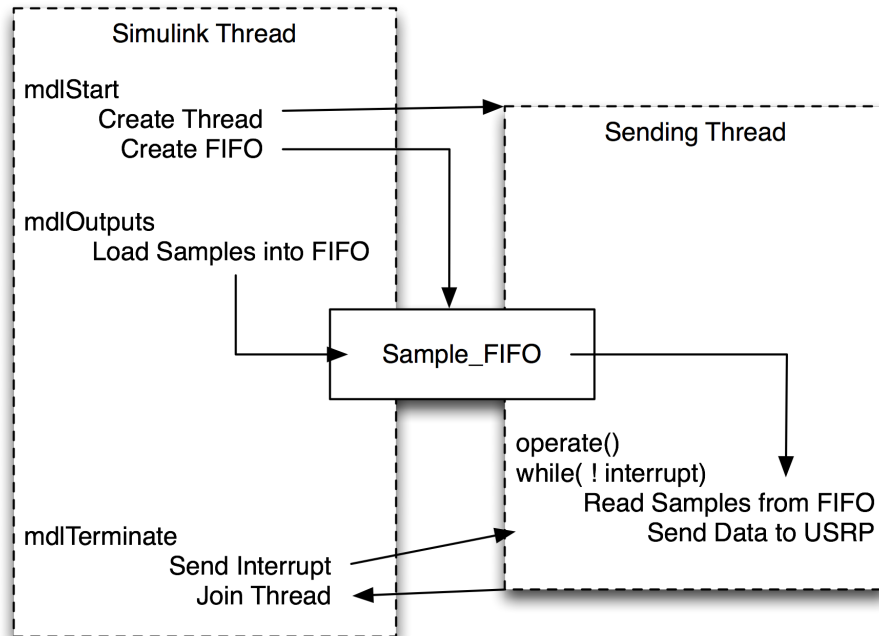 Simulink Thread
mdlStart
Create Thread
Create FIFO
Sending Thread
mdlOutputs
Load Samples into FIFO
Sample_FIFO
operate()
while( ! interrupt)
Read Samples from FIFO
Send Data to USRP
mdlTerminate
Send Interrupt
Join Thread